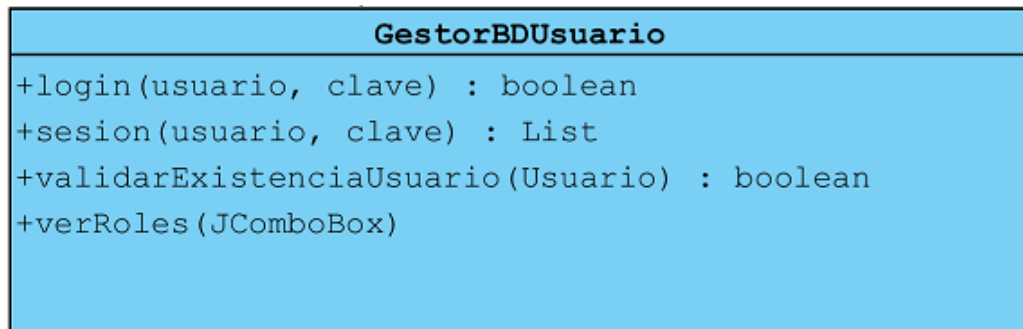 GestorBDUsuario
+login(usuario, clave) : boolean
+sesion(usuario, clave) : List
+validarExistenciaUsuario(Usuario) : boolean
+verRoles(JComboBox)